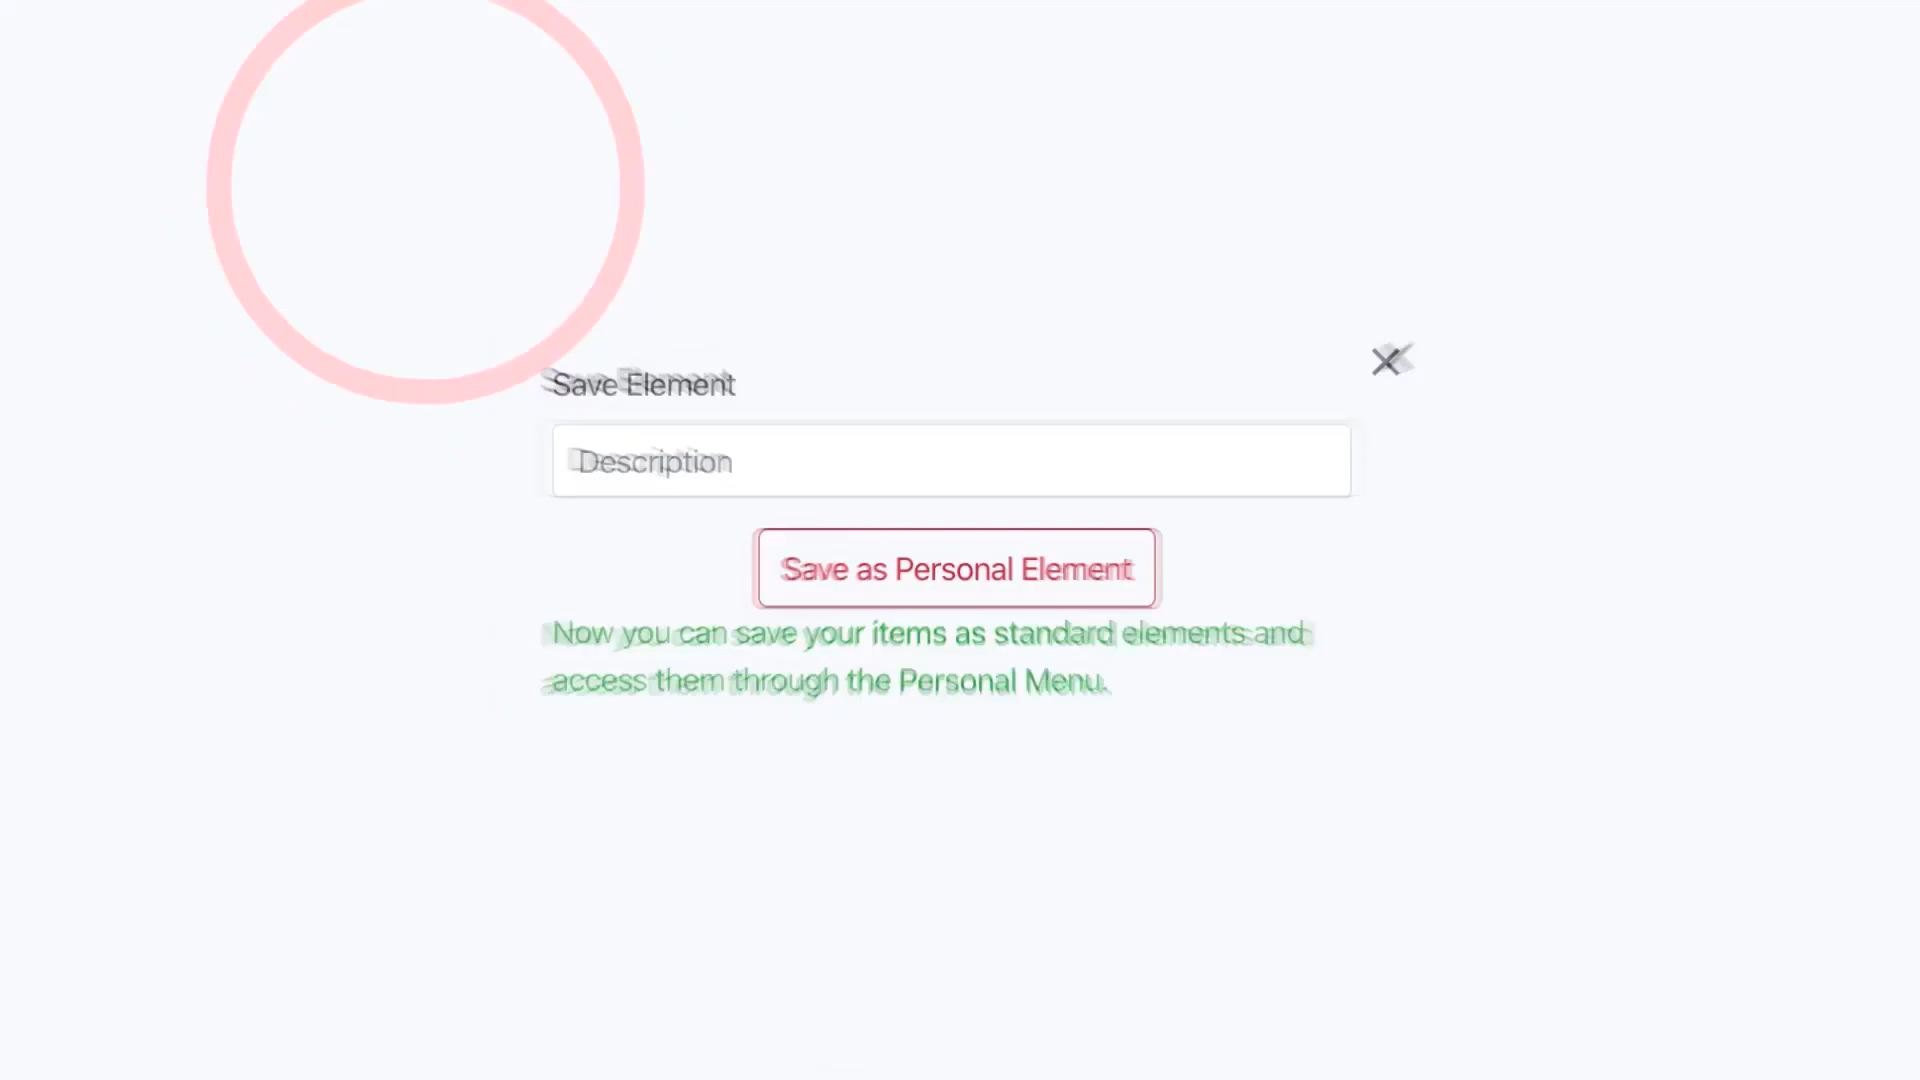 Save Element
Description
Save as Personal Element
Now you can save your items as standard elements and
access them through the Personal Menu.